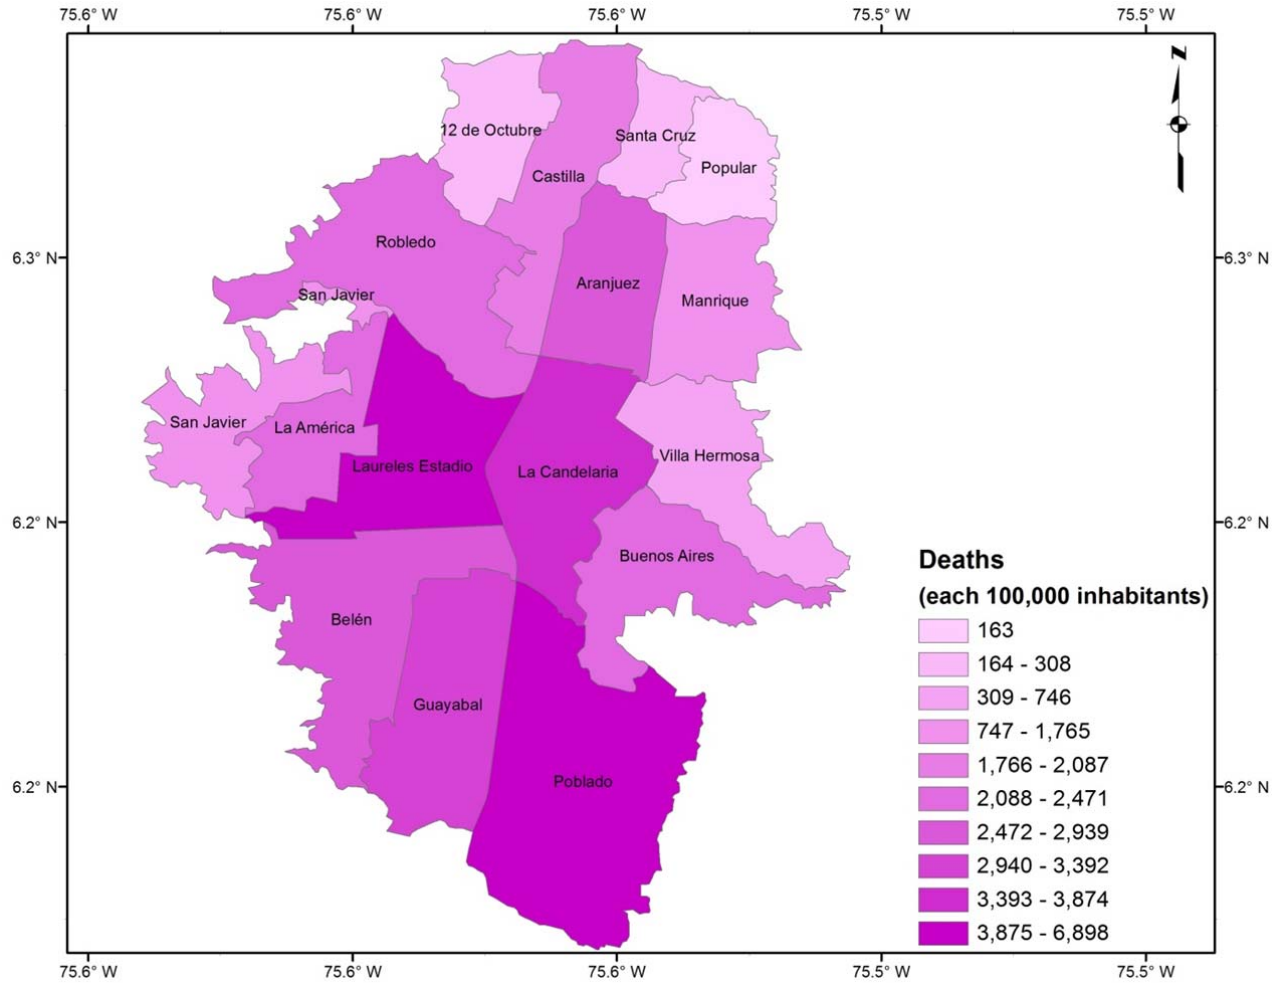 75.6° W 75.6° W 75.6° W 75.5° W 75.5° W
N
12 de Octubre
Santa Cruz
Popular
Castilla
Robledo
6.3° N 6.3° N
Aranjuez
San Javier
Manrique
San Javier
La América
Villa Hermosa
Laureles Estadio
La Candelaria
6.2° N 6.2° N
Buenos Aires
Belén
Guayabal
Poblado
6.2° N 6.2° N
Deaths
(each 100,000 inhabitants)
163
164 - 308
309 - 746
747 - 1,765
1,766 - 2,087
2,088 - 2,471
2,472 - 2,939
2,940 - 3,392
3,393 - 3,874
3,875 - 6,898
75.6° W 75.6° W 75.6° W 75.5° W 75.5° W